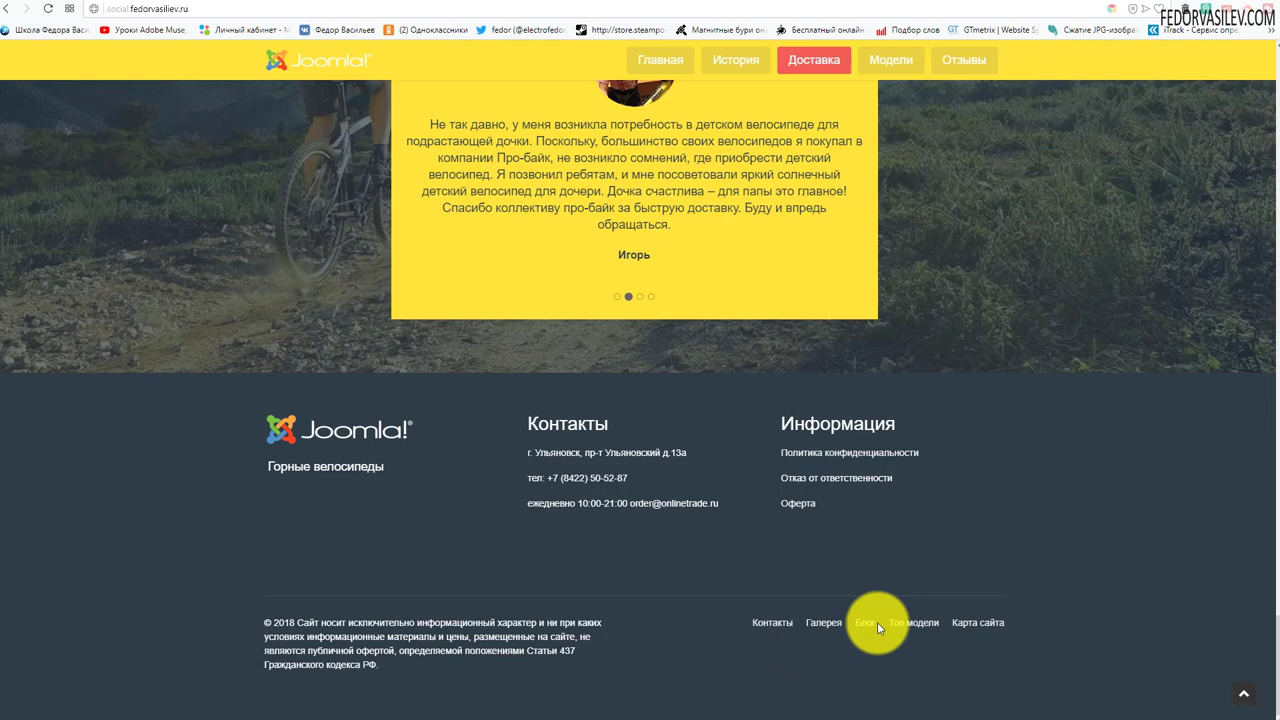 social.fedorvasiliev.ru
FEDORVASILEV.COM
Школа Федора Васи.
Уроки Adobe Muse,
Личный кабинет - М
Федор Васильев
(2) Одноклассники
fedor (@electrofedor
http://store.steampo
Магнитные бури он
Бесплатный онлайн
Подбор слов
GTmetrix | Website Sp
Сжатие JPG-изобра
iTrack - Сервис опре
Joomla!
Главная
История
Доставка
Модели
Отзывы
Не так давно, у меня возникла потребность в детском велосипеде для
подрастающей дочки. Поскольку, большинство своих велосипедов я покупал в
компании Про-байк, не возникло сомнений, где приобрести детский
велосипед. Я позвонил ребятам, и мне посоветовали яркий солнечный
детский велосипед для дочери. Дочка счастлива – для папы это главное!
Спасибо коллективу про-байк за быструю доставку. Буду и впредь
обращаться.
Игорь
Joomla!®
Горные велосипеды
Контакты
г. Ульяновск, пр-т Ульяновский д.13а
тел: +7 (8422) 50-52-87
ежедневно 10:00-21:00 order@onlinetrade.ru
Информация
Политика конфиденциальности
Отказ от ответственности
Оферта
© 2018 Сайт носит исключительно информационный характер и ни при каких
условиях информационные материалы и цены, размещенные на сайте, не
являются публичной офертой, определяемой положениями Статьи 437
Гражданского кодекса РФ.
Контакты
Галерея
Блог
Топ модели
Карта сайта